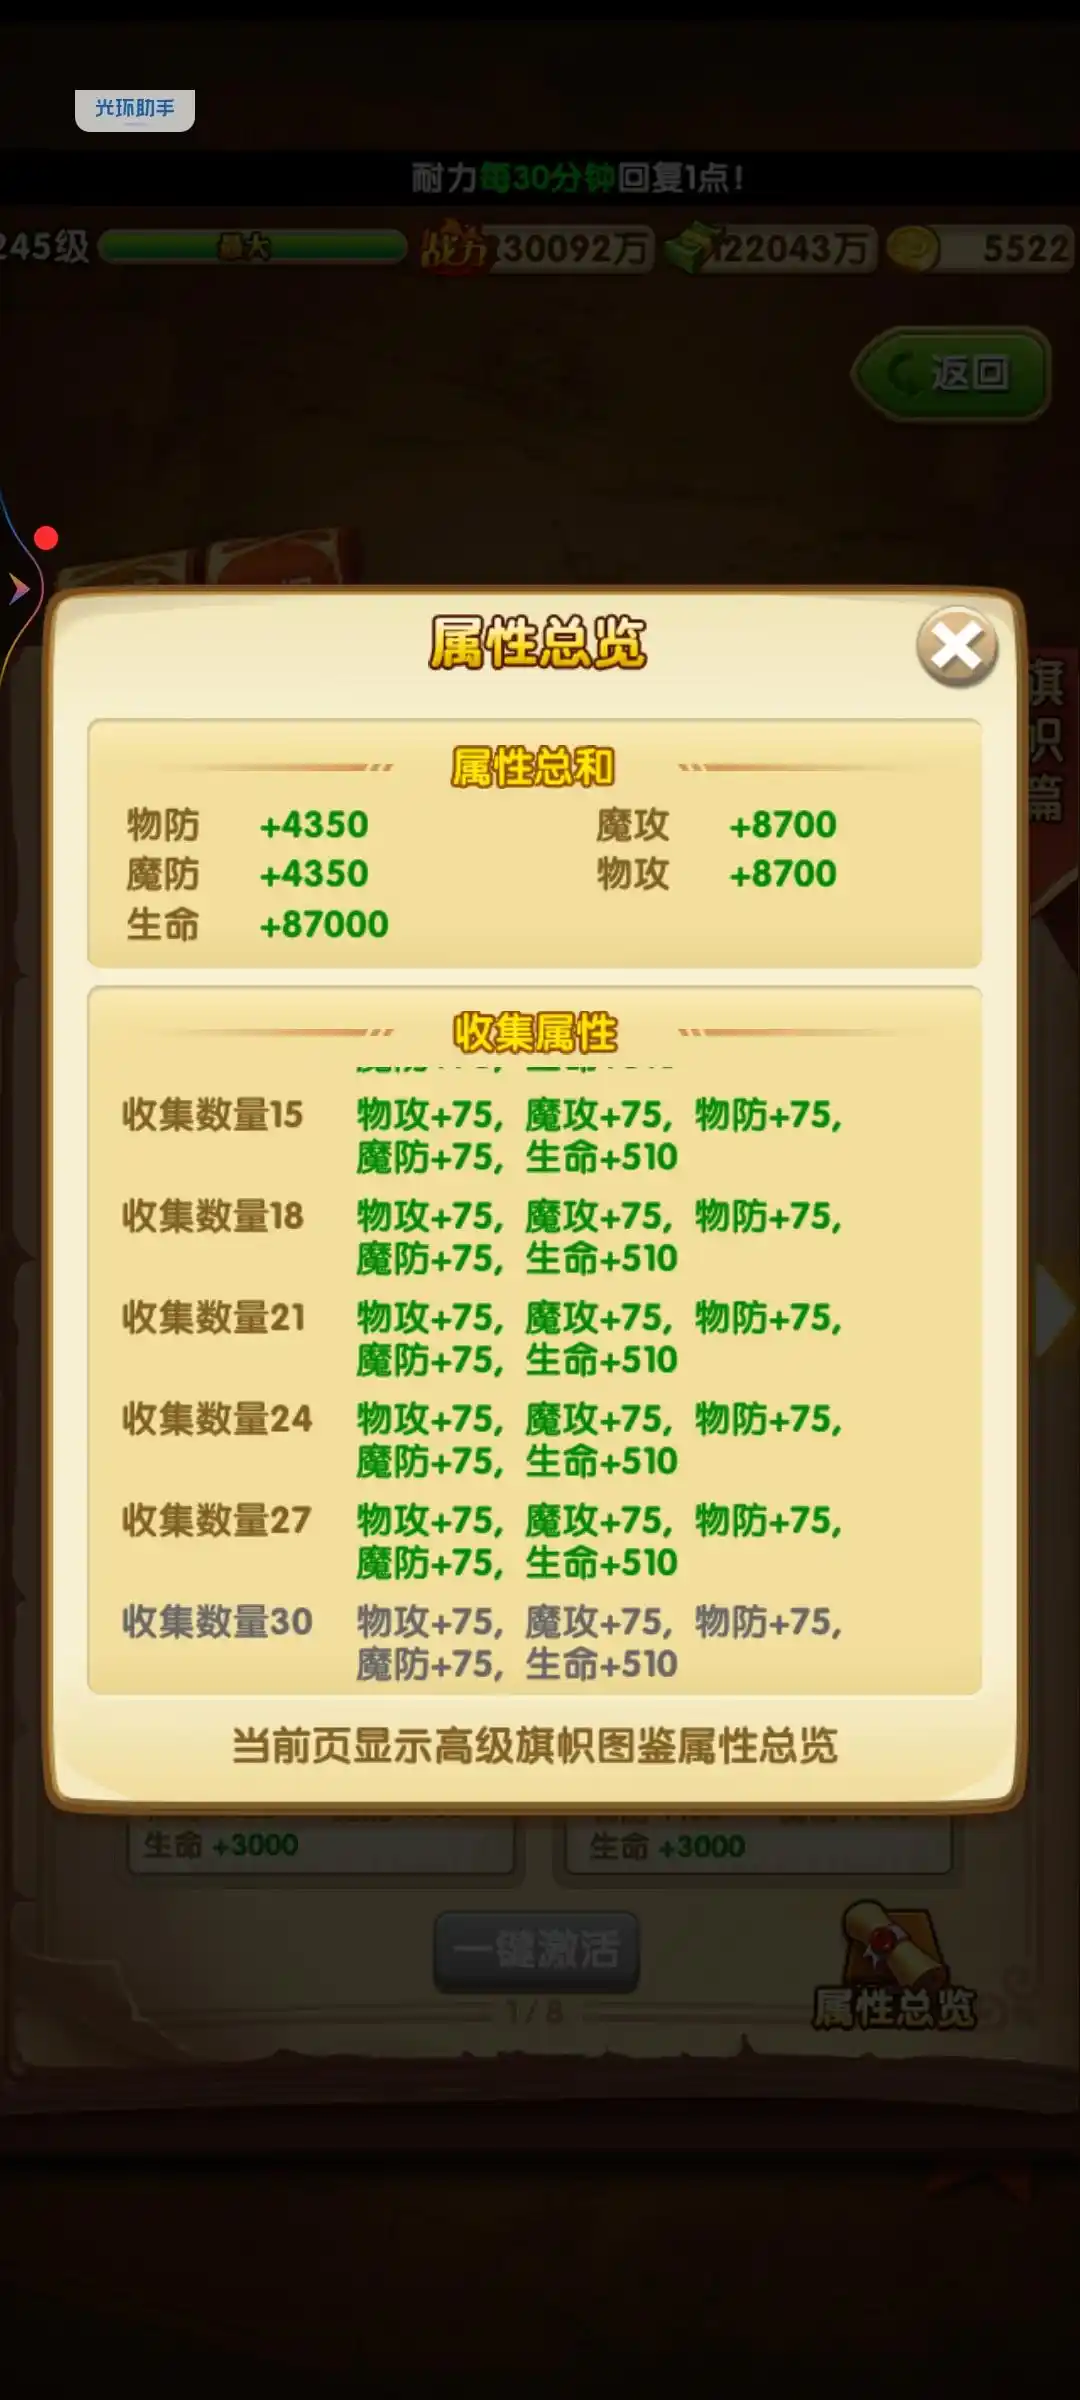 光环助手
耐力每30分钟回复1点!
245级
最大
战力
230092万
122043万
5522
返回
旗帜篇
属性总览
属性总和
物防 +4350 魔攻 +8700
魔防 +4350 物攻 +8700
生命 +87000
收集属性
收集数量15 物攻+75, 魔攻+75, 物防+75,
魔防+75, 生命+510
收集数量18 物攻+75, 魔攻+75, 物防+75,
魔防+75, 生命+510
收集数量21 物攻+75, 魔攻+75, 物防+75,
魔防+75, 生命+510
收集数量24 物攻+75, 魔攻+75, 物防+75,
魔防+75, 生命+510
收集数量27 物攻+75, 魔攻+75, 物防+75,
魔防+75, 生命+510
收集数量30 物攻+75, 魔攻+75, 物防+75,
魔防+75, 生命+510
当前页显示高级旗帜图鉴属性总览
生命 +3000 生命 +3000
一键激活
1/8
属性总览